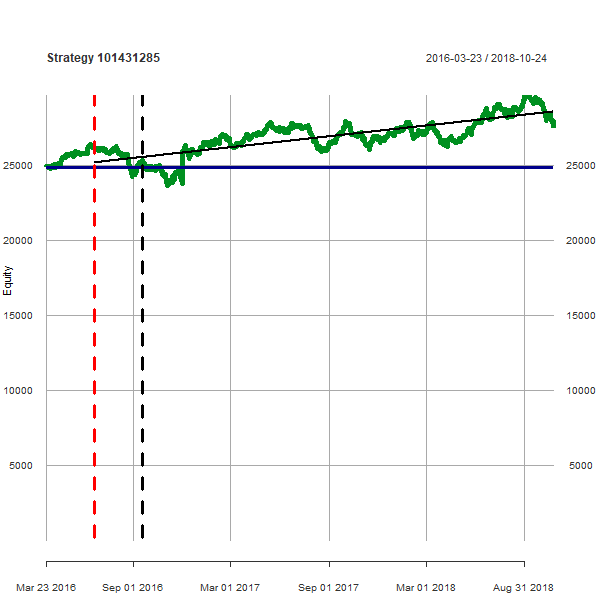 Strategy 101431285
2016-03-23 / 2018-10-24
25000 25000
20000 20000
Equity
15000 15000
10000 10000
5000 5000
Mar 23 2016 Sep 01 2016 Mar 01 2017 Sep 01 2017 Mar 01 2018 Aug 31 2018